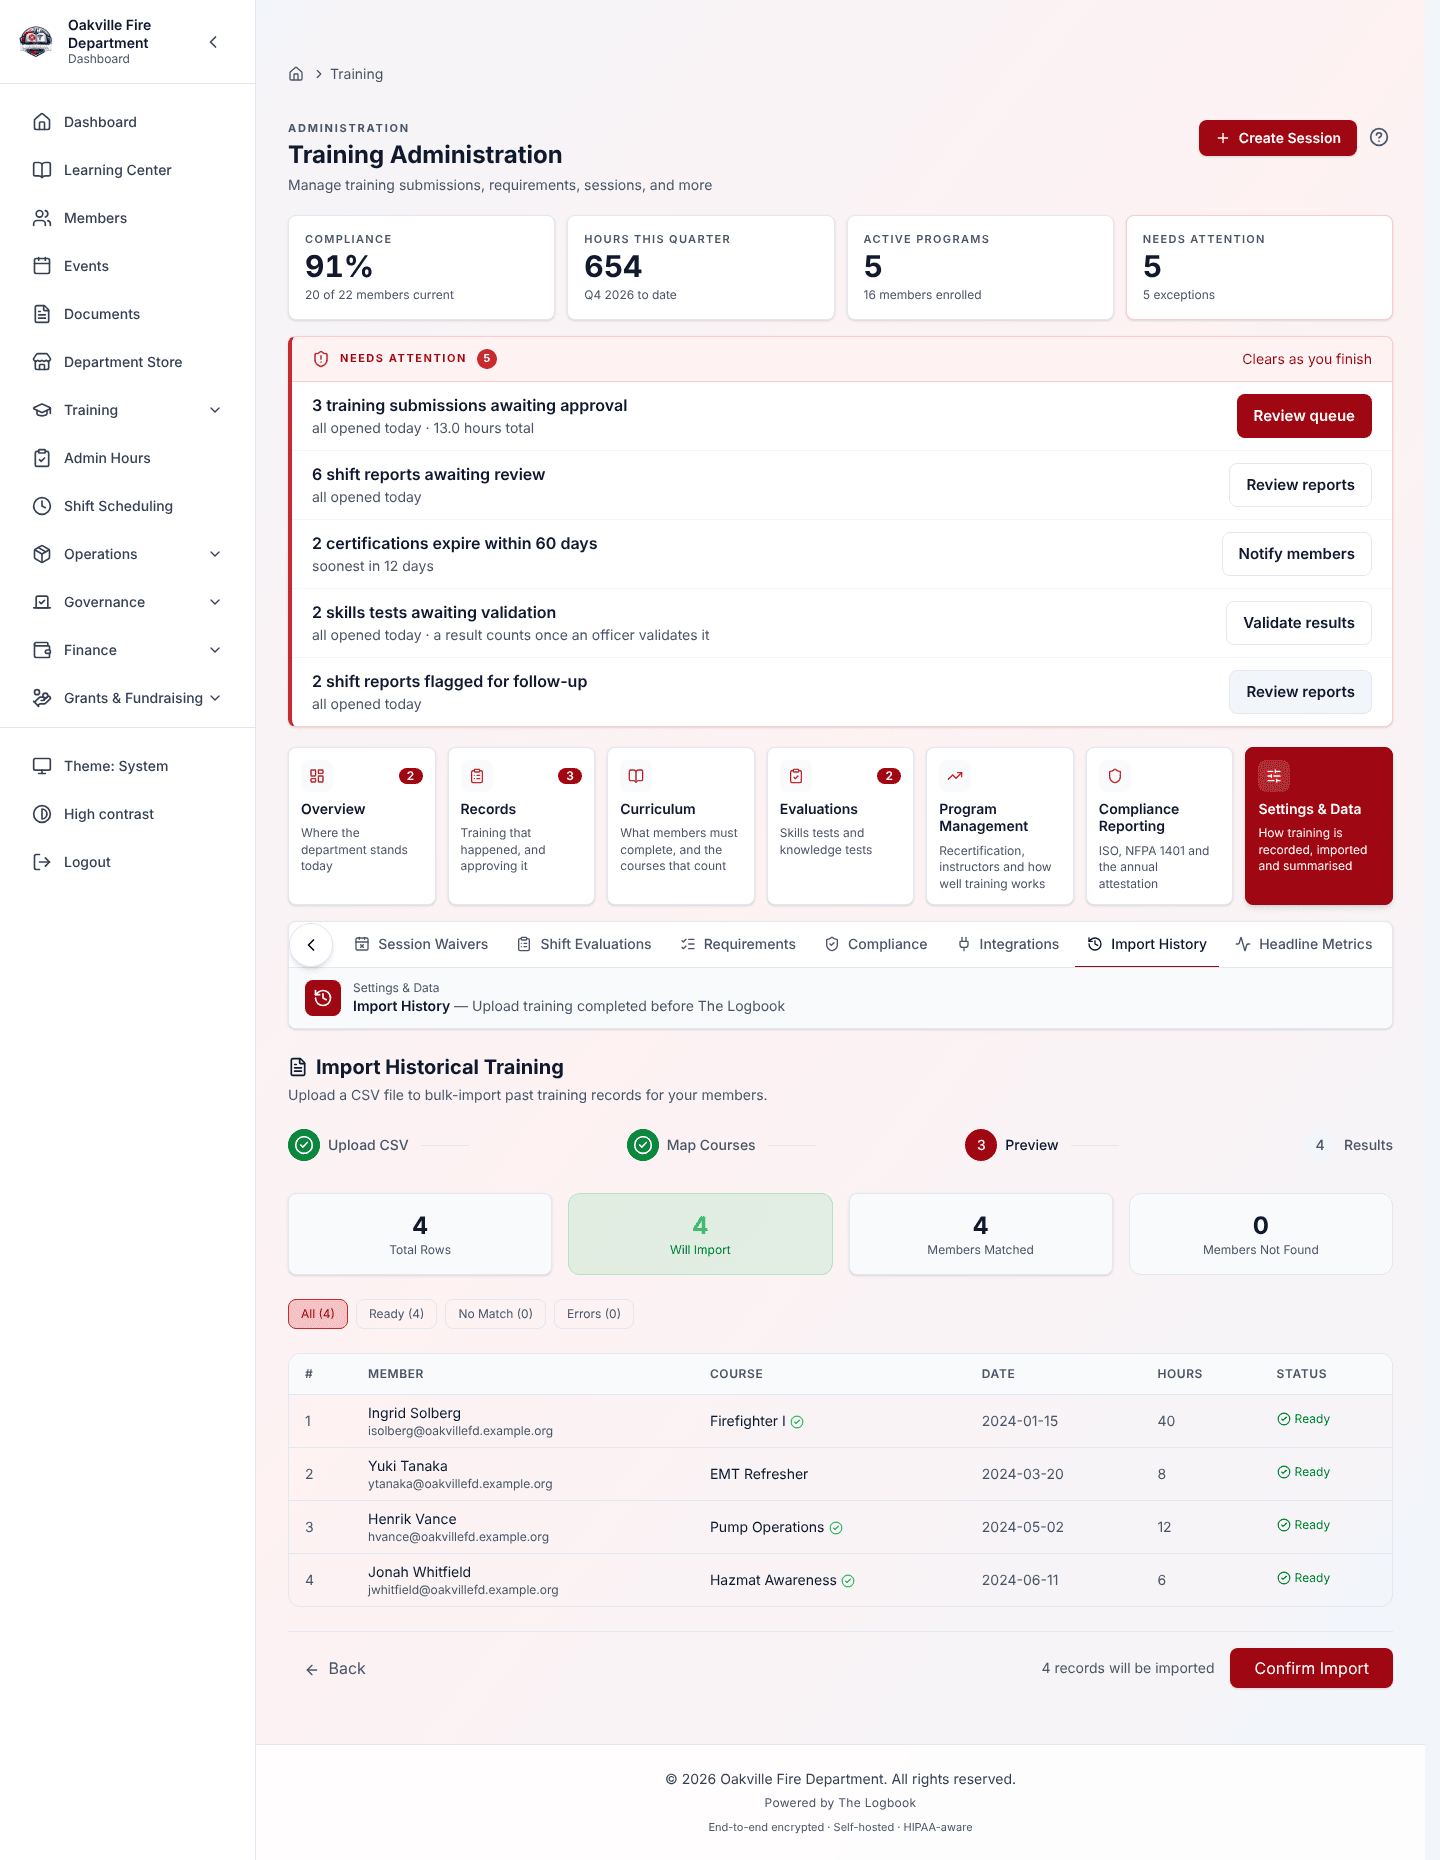 Oakville Fire
Department
Dashboard
Dashboard
Learning Center
Members
Events
Documents
Department Store
Training
Admin Hours
Shift Scheduling
Operations
Governance
Finance
Grants & Fundraising
Theme: System
High contrast
Logout
Training
ADMINISTRATION
Training Administration
Manage training submissions, requirements, sessions, and more
Create Session
COMPLIANCE
91%
20 of 22 members current
HOURS THIS QUARTER
654
Q4 2026 to date
ACTIVE PROGRAMS
5
16 members enrolled
NEEDS ATTENTION
5
5 exceptions
NEEDS ATTENTION 5
Clears as you finish
3 training submissions awaiting approval
all opened today · 13.0 hours total
Review queue
6 shift reports awaiting review
all opened today
Review reports
2 certifications expire within 60 days
soonest in 12 days
Notify members
2 skills tests awaiting validation
all opened today · a result counts once an officer validates it
Validate results
2 shift reports flagged for follow-up
all opened today
Review reports
2
Overview
Where the
department stands
today
3
Records
Training that
happened, and
approving it
Curriculum
What members must
complete, and the
courses that count
2
Evaluations
Skills tests and
knowledge tests
Program
Management
Recertification,
instructors and how
well training works
Compliance
Reporting
ISO, NFPA 1401 and
the annual
attestation
Settings & Data
How training is
recorded, imported
and summarised
Session Waivers
Shift Evaluations
Requirements
Compliance
Integrations
Import History
Headline Metrics
Settings & Data
Import History — Upload training completed before The Logbook
Import Historical Training
Upload a CSV file to bulk-import past training records for your members.
Upload CSV
Map Courses
3 Preview
4 Results
4
Total Rows
4
Will Import
4
Members Matched
0
Members Not Found
All (4)
Ready (4)
No Match (0)
Errors (0)
# MEMBER COURSE DATE HOURS STATUS
1 Ingrid Solberg Firefighter I 2024-01-15 40 Ready
isolberg@oakvillefd.example.org
2 Yuki Tanaka EMT Refresher 2024-03-20 8 Ready
ytanaka@oakvillefd.example.org
3 Henrik Vance Pump Operations 2024-05-02 12 Ready
hvance@oakvillefd.example.org
4 Jonah Whitfield Hazmat Awareness 2024-06-11 6 Ready
jwhitfield@oakvillefd.example.org
Back
4 records will be imported
Confirm Import
© 2026 Oakville Fire Department. All rights reserved.
Powered by The Logbook
End-to-end encrypted · Self-hosted · HIPAA-aware